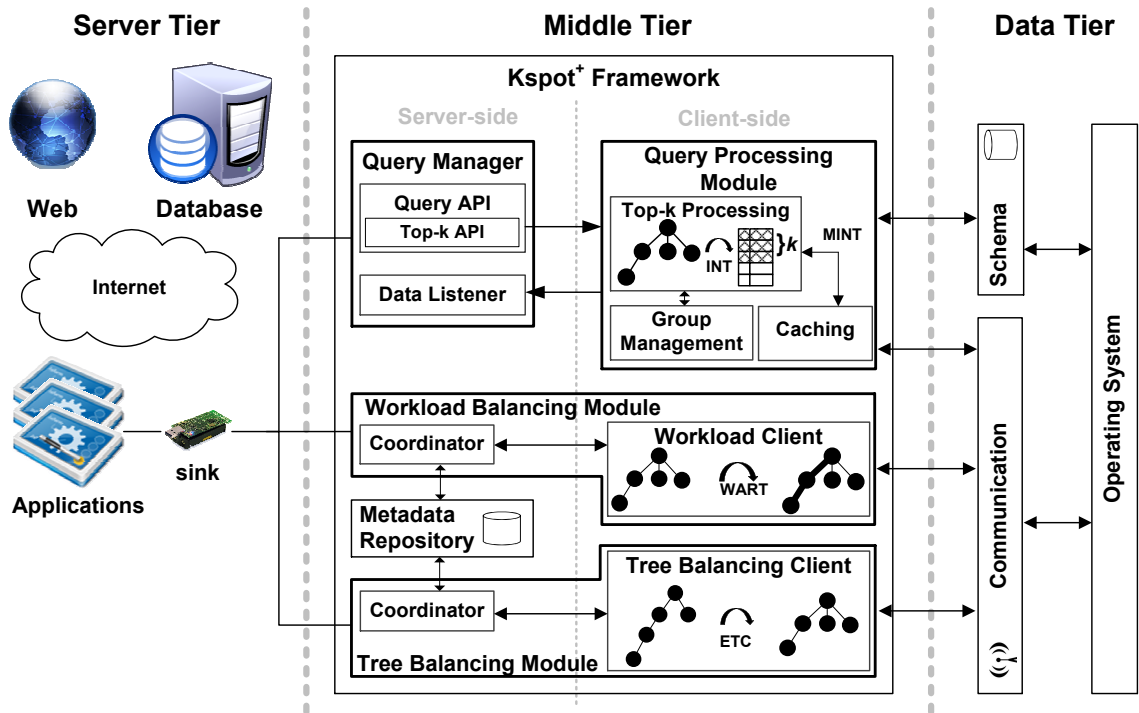 Server Tier
Middle Tier
Data Tier
Kspot+ Framework
Server-side
Client-side
Web
Database
Internet
Applications
sink
Query Manager
Query API
Top-k API
Data Listener
Query Processing
Module
Top-k Processing
INT
}k
MINT
Group
Management
Caching
Workload Balancing Module
Coordinator
Workload Client
WART
Metadata
Repository
Tree Balancing Client
Coordinator
ETC
Tree Balancing Module
Schema
Communication
Operating System